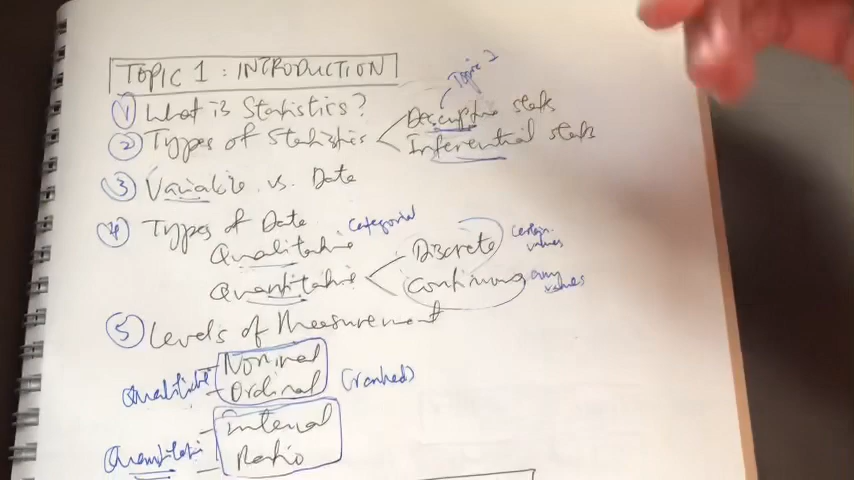 TOPIC 1: INTRODUCTION
Topic 2
① What is Statistics?
② Types of Statistics < Descriptive stats
Inferential stats
③ Variable vs. Data
④ Types of Data
Qualitative Categorical
Quantitative < Discrete certain values
Continuous any values
⑤ Levels of Measurement
Qualitative Nominal
Ordinal (ranked)
Quantitative Interval
Ratio